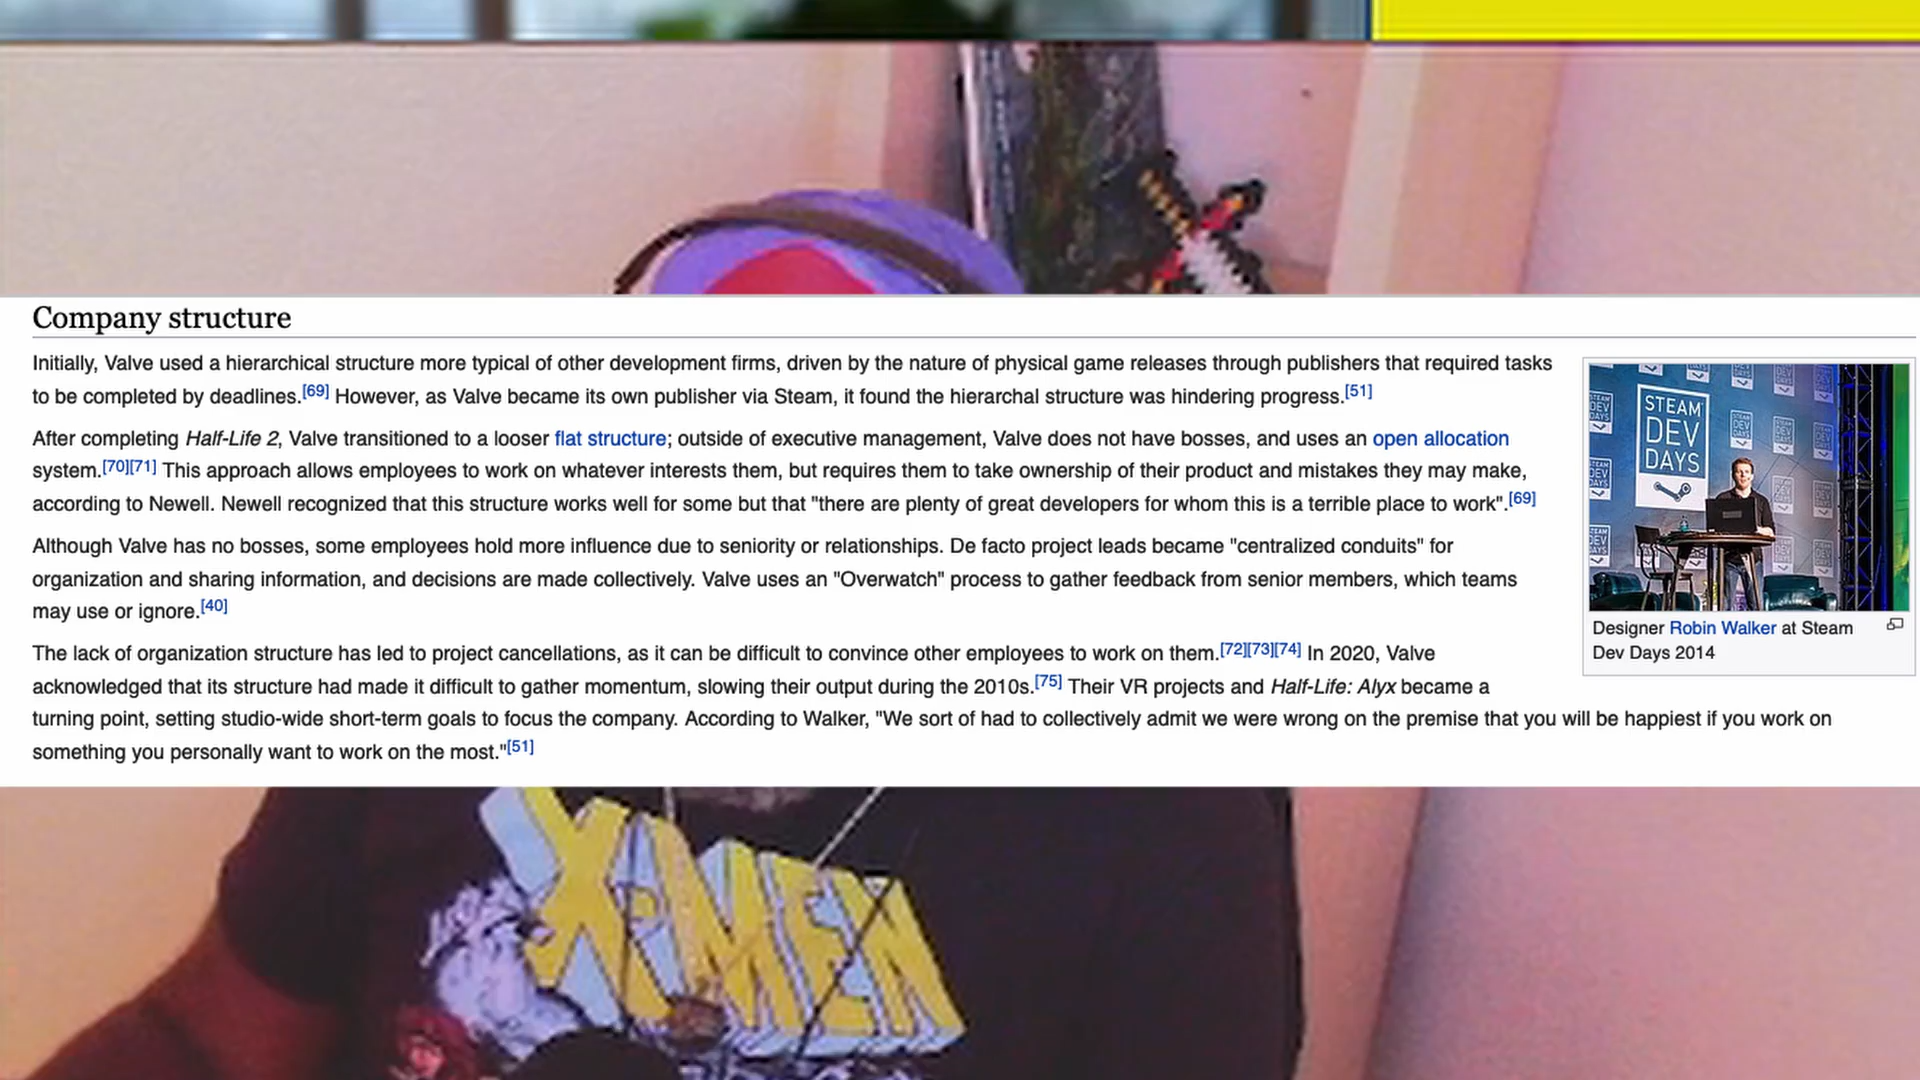 Company structure
Initially, Valve used a hierarchical structure more typical of other development firms, driven by the nature of physical game releases through publishers that required tasks
to be completed by deadlines.[69] However, as Valve became its own publisher via Steam, it found the hierarchal structure was hindering progress.[51]
After completing Half-Life 2, Valve transitioned to a looser flat structure; outside of executive management, Valve does not have bosses, and uses an open allocation
system.[70][71] This approach allows employees to work on whatever interests them, but requires them to take ownership of their product and mistakes they may make,
according to Newell. Newell recognized that this structure works well for some but that "there are plenty of great developers for whom this is a terrible place to work".[69]
Although Valve has no bosses, some employees hold more influence due to seniority or relationships. De facto project leads became "centralized conduits" for
organization and sharing information, and decisions are made collectively. Valve uses an "Overwatch" process to gather feedback from senior members, which teams
may use or ignore.[40]
The lack of organization structure has led to project cancellations, as it can be difficult to convince other employees to work on them.[72][73][74] In 2020, Valve
acknowledged that its structure had made it difficult to gather momentum, slowing their output during the 2010s.[75] Their VR projects and Half-Life: Alyx became a
turning point, setting studio-wide short-term goals to focus the company. According to Walker, "We sort of had to collectively admit we were wrong on the premise that you will be happiest if you work on
something you personally want to work on the most."[51]
STEAM
DEV
DAYS
Designer Robin Walker at Steam
Dev Days 2014
X-MEN